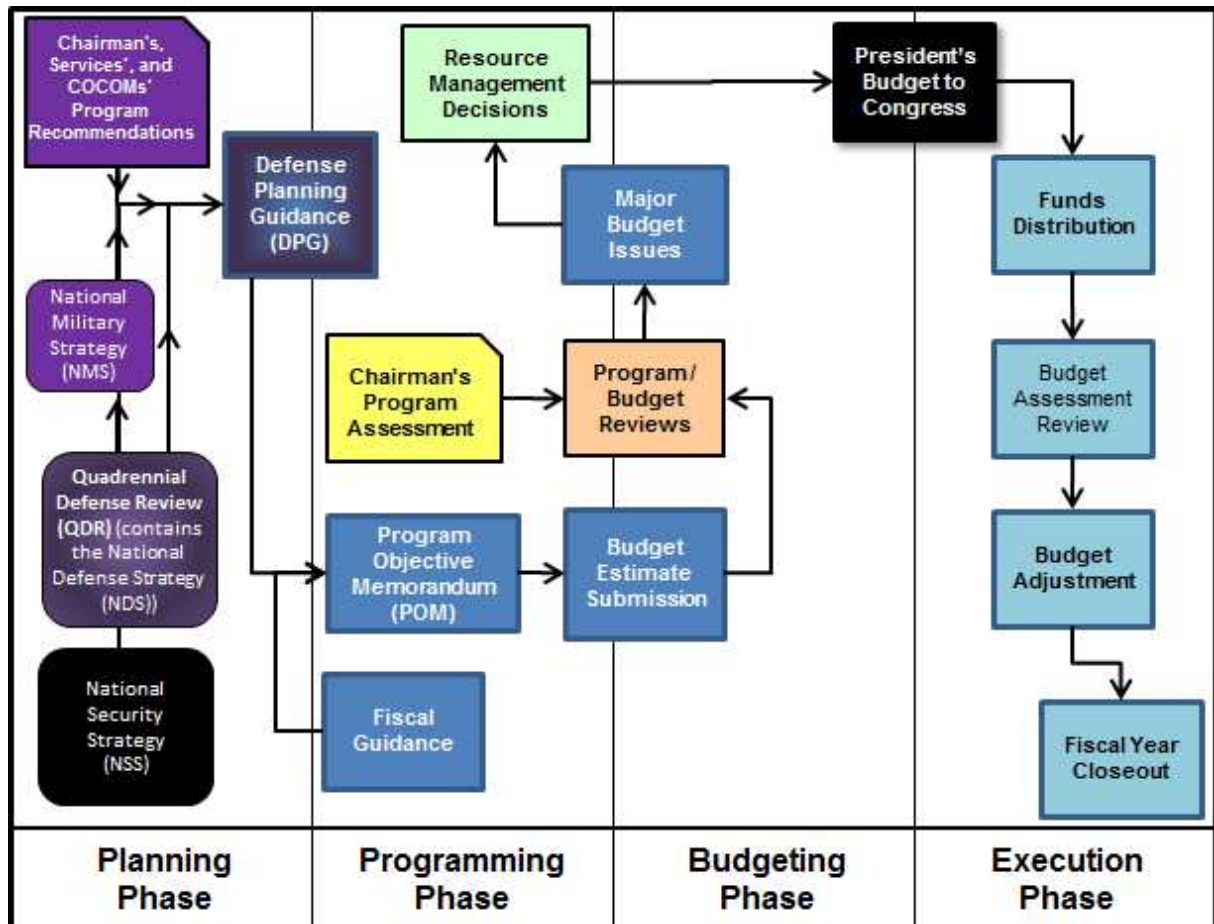 Chairman's,
Services', and
COCOMs'
Program
Recommendations
Defense
Planning
Guidance
(DPG)
National
Military
Strategy
(NMS)
Quadrennial
Defense Review
(QDR) (contains
the National
Defense Strategy
(NDS))
National
Security
Strategy
(NSS)
Resource
Management
Decisions
Major
Budget
Issues
Chairman's
Program
Assessment
Program/
Budget
Reviews
Program
Objective
Memorandum
(POM)
Budget
Estimate
Submission
Fiscal
Guidance
President's
Budget to
Congress
Funds
Distribution
Budget
Assessment
Review
Budget
Adjustment
Fiscal Year
Closeout
Planning
Phase
Programming
Phase
Budgeting
Phase
Execution
Phase